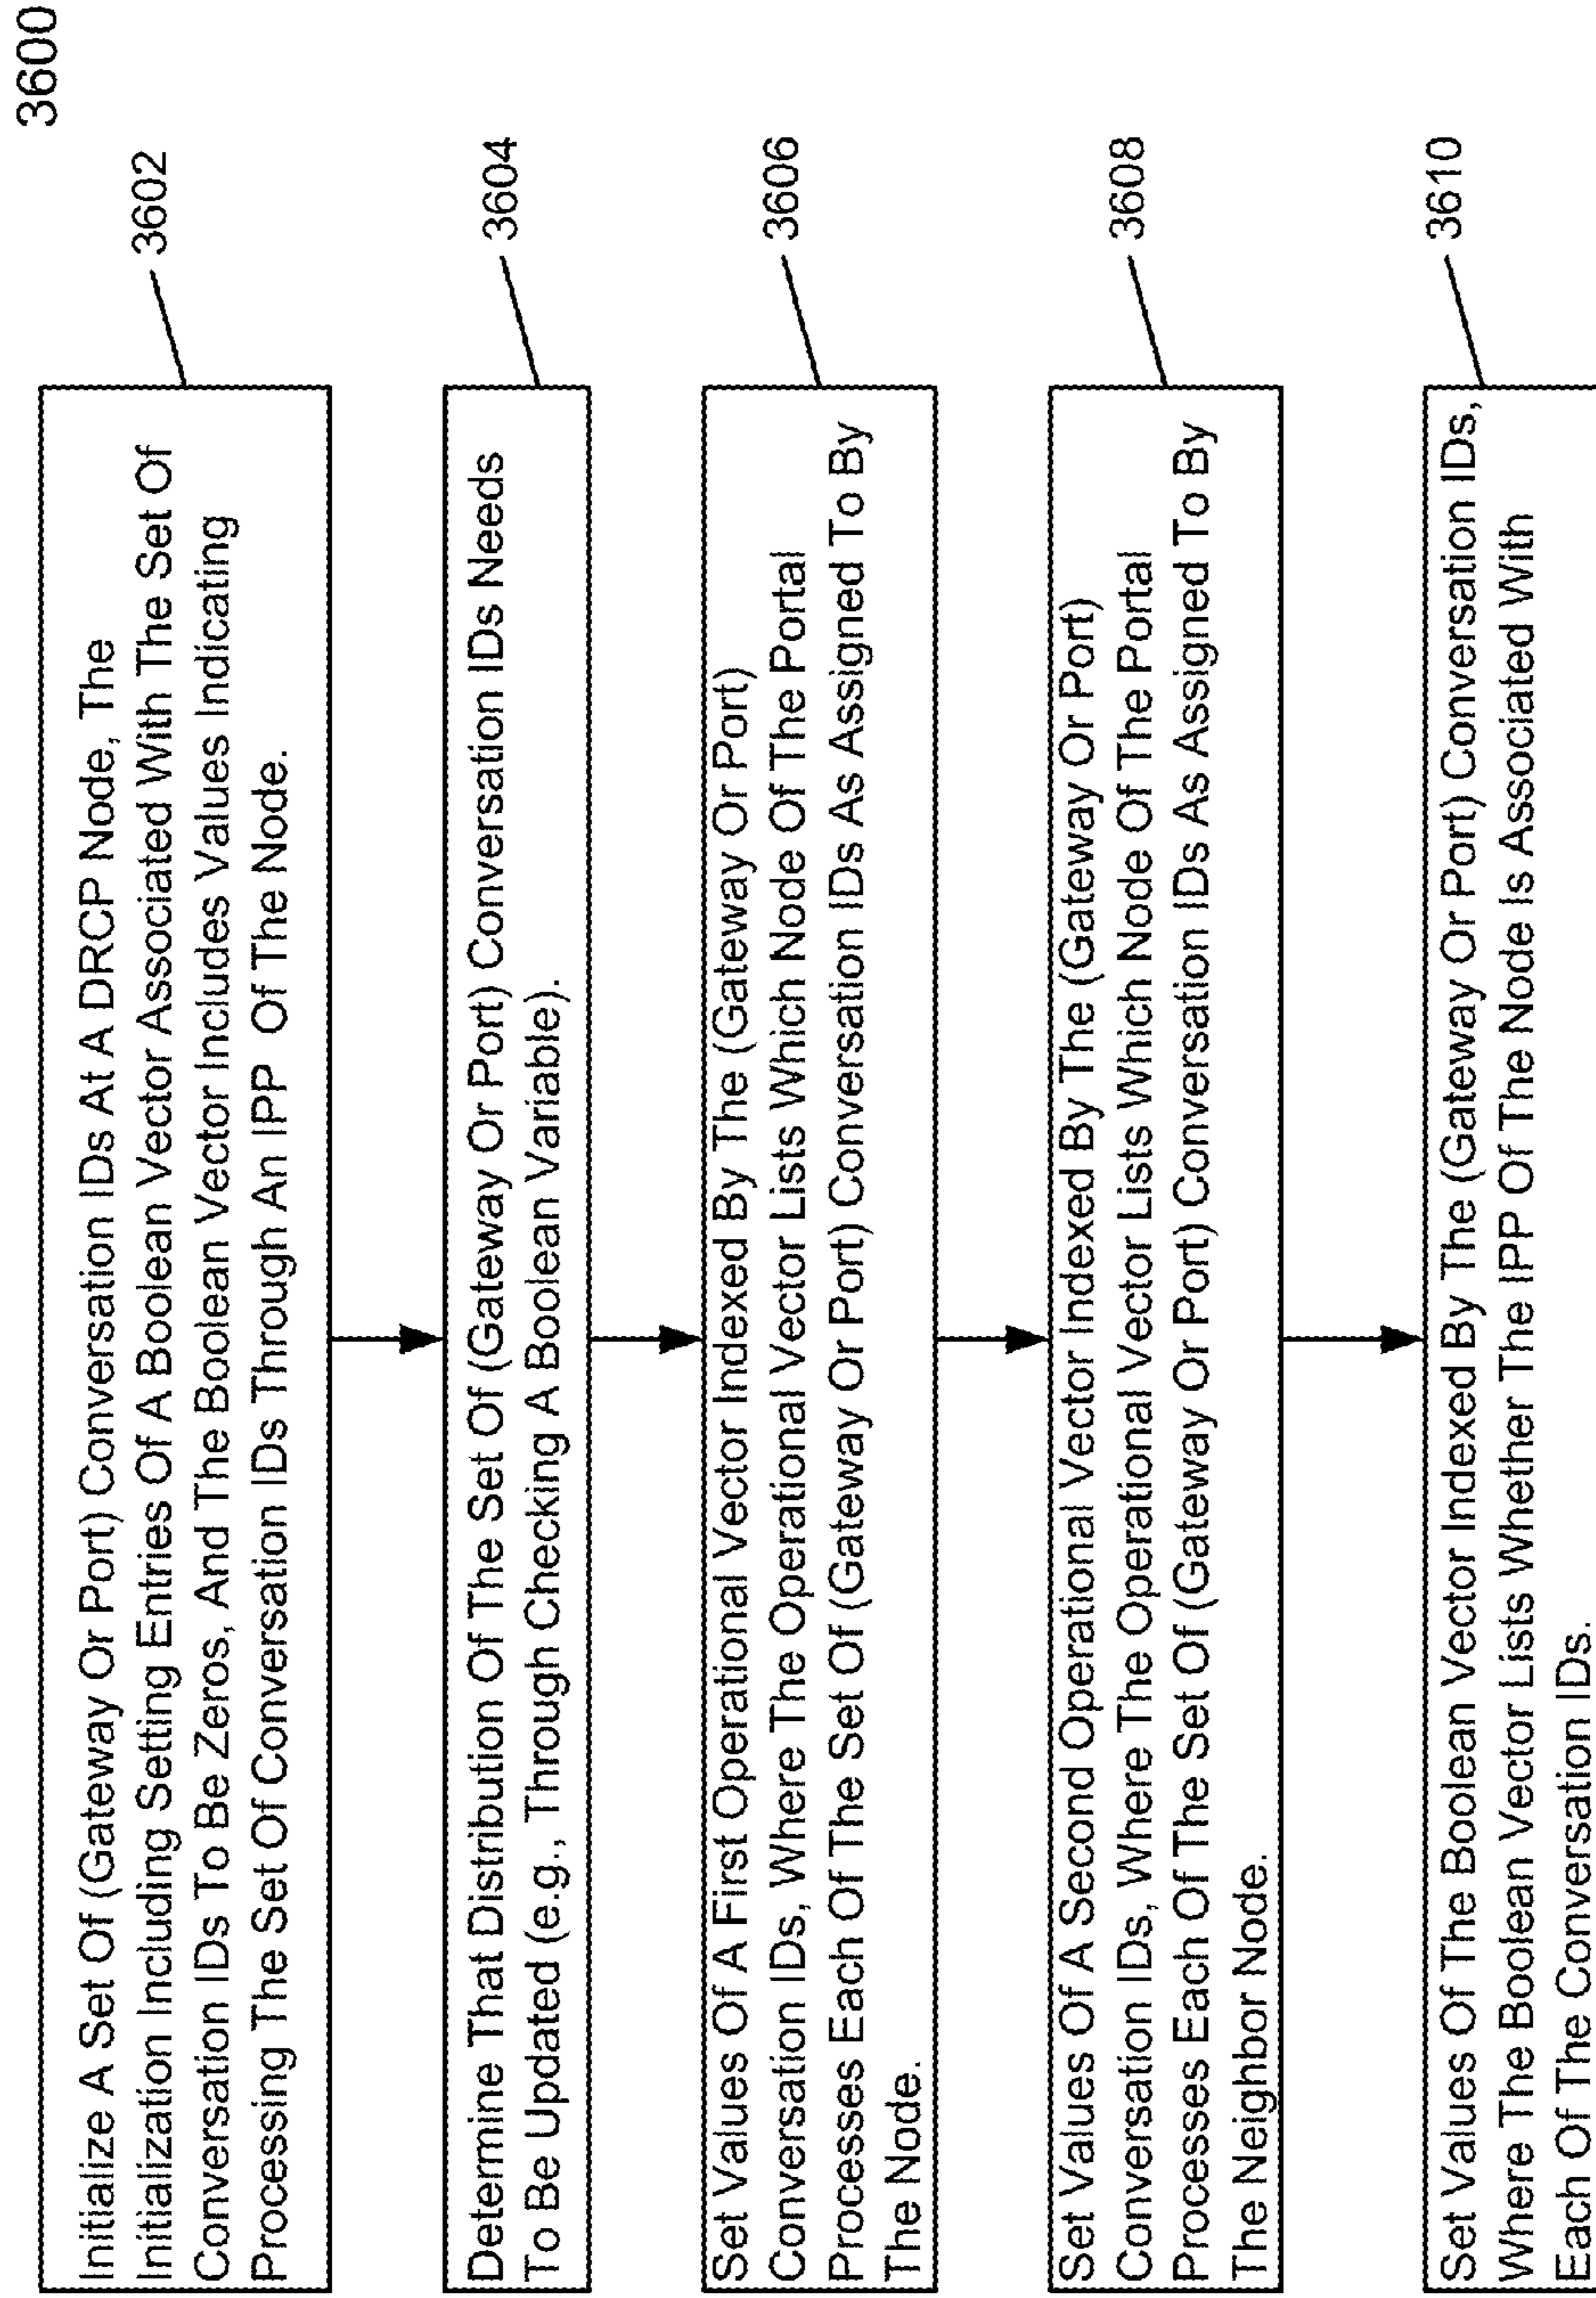 3600
Initialize A Set Of (Gateway Or Port) Conversation IDs At A DRCP Node, The
Initialization Including Setting Entries Of A Boolean Vector Associated With The Set Of
Conversation IDs To Be Zeros, And The Boolean Vector Includes Values Indicating
Processing The Set Of Conversation IDs Through An IPP Of The Node.
3602
Determine That Distribution Of The Set Of (Gateway Or Port) Conversation IDs Needs
To Be Updated (e.g., Through Checking A Boolean Variable).
3604
Set Values Of A First Operational Vector Indexed By The (Gateway Or Port)
Conversation IDs, Where The Operational Vector Lists Which Node Of The Portal
Processes Each Of The Set Of (Gateway Or Port) Conversation IDs As Assigned To By
The Node.
3606
Set Values Of A Second Operational Vector Indexed By The (Gateway Or Port)
Conversation IDs, Where The Operational Vector Lists Which Node Of The Portal
Processes Each Of The Set Of (Gateway Or Port) Conversation IDs As Assigned To By
The Neighbor Node.
3608
Set Values Of The Boolean Vector Indexed By The (Gateway Or Port) Conversation IDs,
Where The Boolean Vector Lists Whether The IPP Of The Node Is Associated With
Each Of The Conversation IDs.
3610